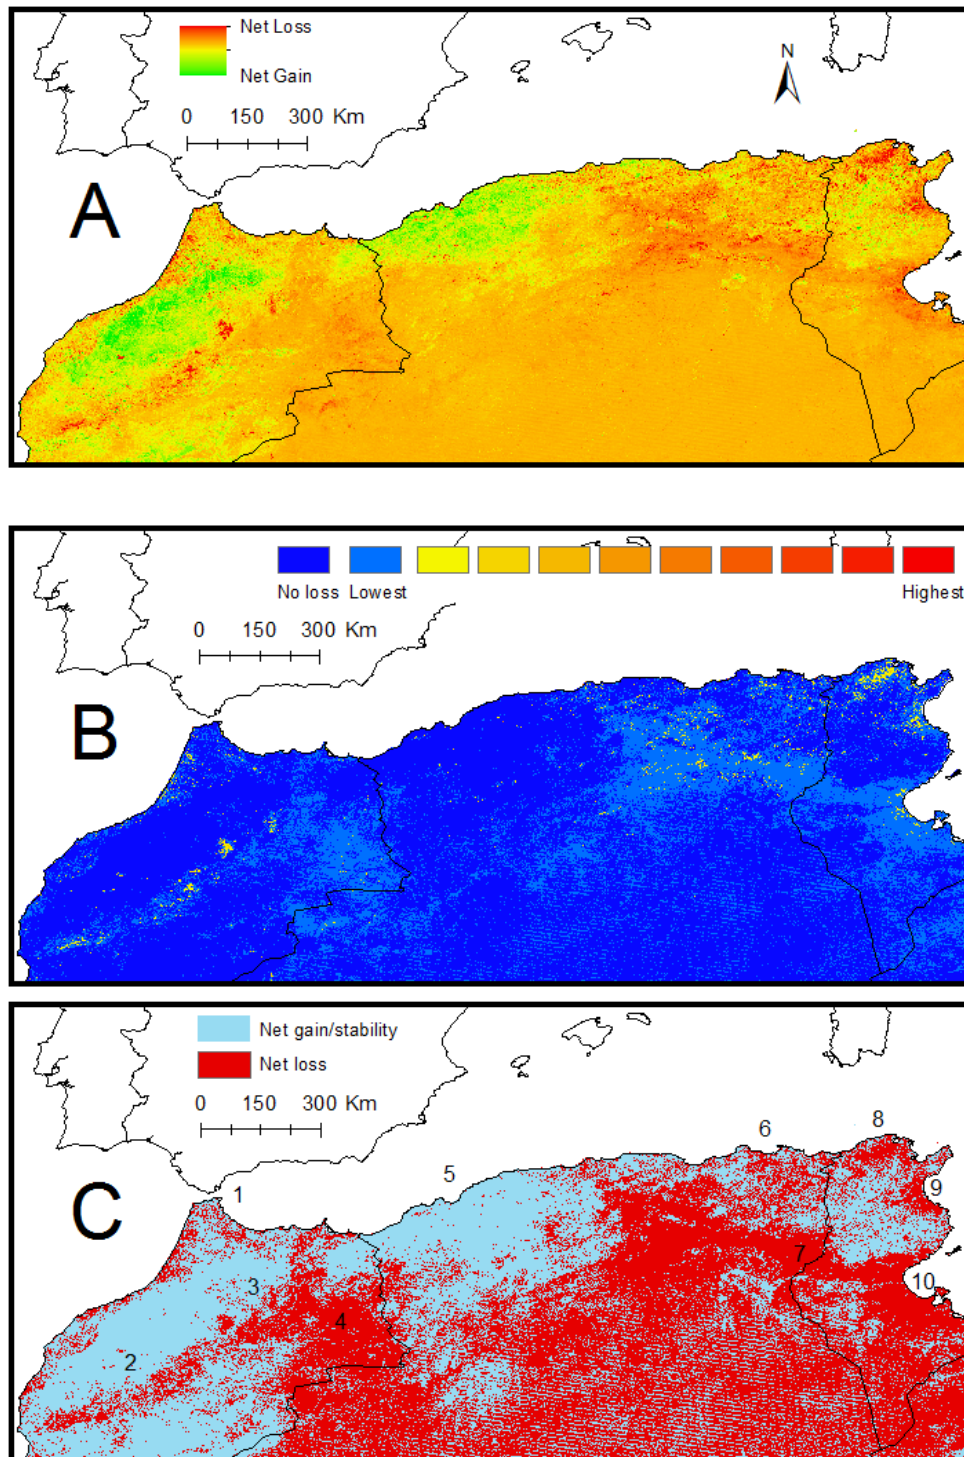 Net Loss
Net Gain
0 150 300 Km
N
A
No loss Lowest Highest
0 150 300 Km
B
Net gain/stability
Net loss
0 150 300 Km
C
1
2
3
4
5
6
7
8
9
10